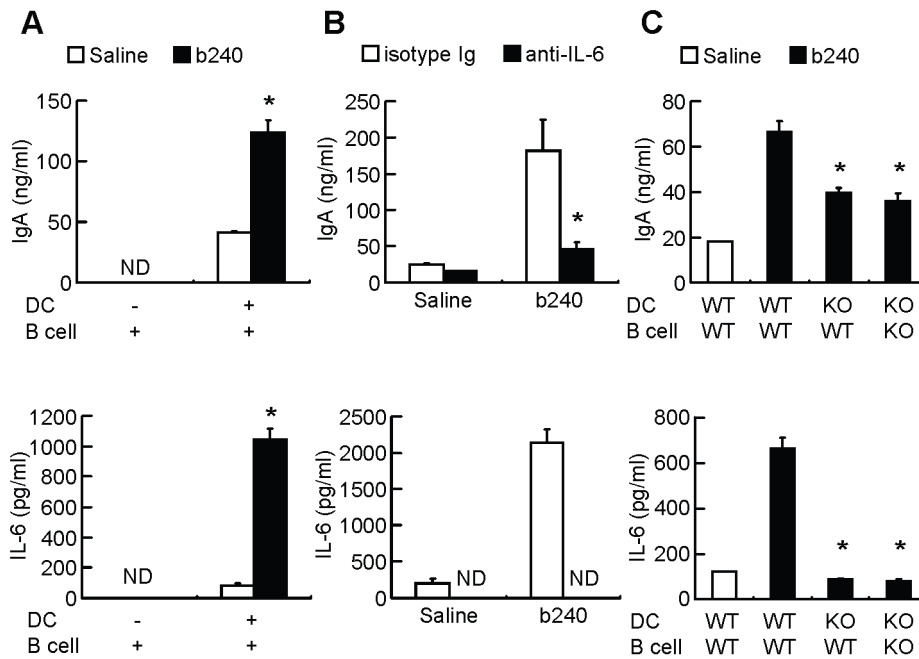 A
Saline b240
IgA (ng/ml)
150
100
50
0
*
ND
DC - +
B cell + +
IL-6 (pg/ml)
1200
1000
800
600
400
200
0
*
ND
DC - +
B cell + +
B
isotype Ig anti-IL-6
IgA (ng/ml)
250
200
150
100
50
0
*
Saline b240
IL-6 (pg/ml)
2500
2000
1500
1000
500
0
ND ND
Saline b240
C
Saline b240
IgA (ng/ml)
80
60
40
20
0
* *
DC WT WT KO KO
B cell WT WT WT KO
IL-6 (pg/ml)
800
600
400
200
0
* *
DC WT WT KO KO
B cell WT WT WT KO